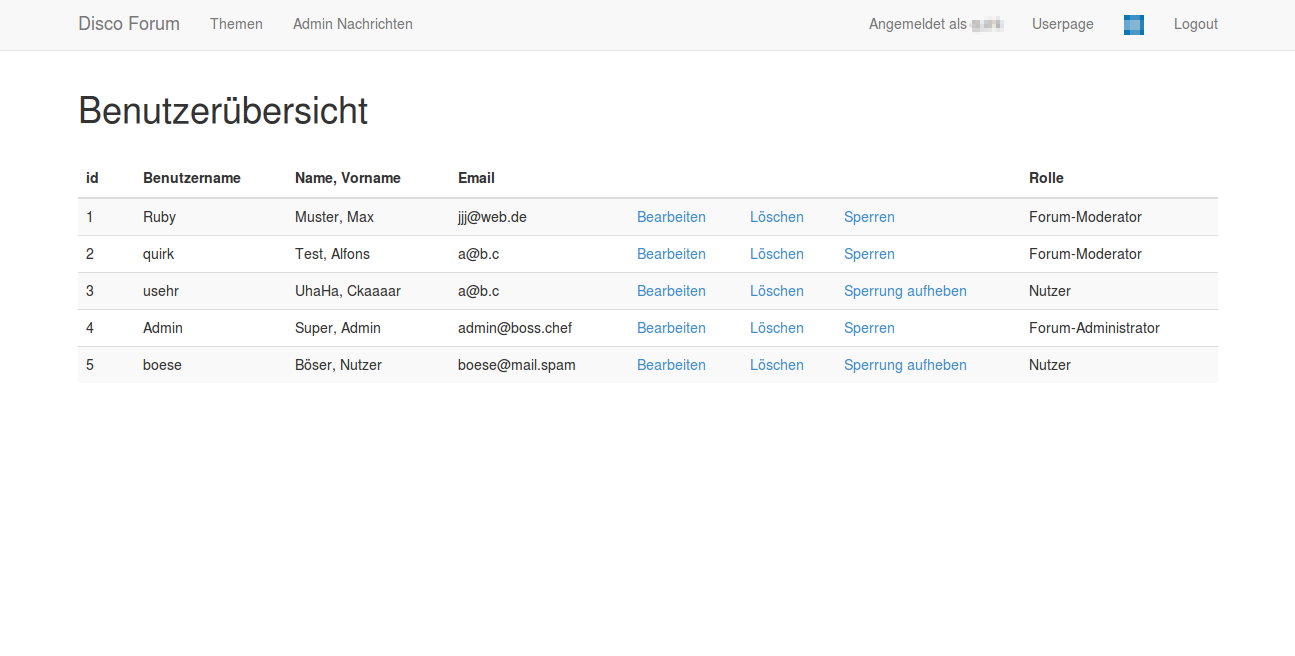 Disco Forum Themen Admin Nachrichten Angemeldet als Userpage Logout
Benutzerübersicht
id Benutzername Name, Vorname Email Rolle
1 Ruby Muster, Max jjj@web.de Bearbeiten Löschen Sperren Forum-Moderator
2 quirk Test, Alfons a@b.c Bearbeiten Löschen Sperren Forum-Moderator
3 usehr UhaHa, Ckaaaar a@b.c Bearbeiten Löschen Sperrung aufheben Nutzer
4 Admin Super, Admin admin@boss.chef Bearbeiten Löschen Sperren Forum-Administrator
5 boese Böser, Nutzer boese@mail.spam Bearbeiten Löschen Sperrung aufheben Nutzer